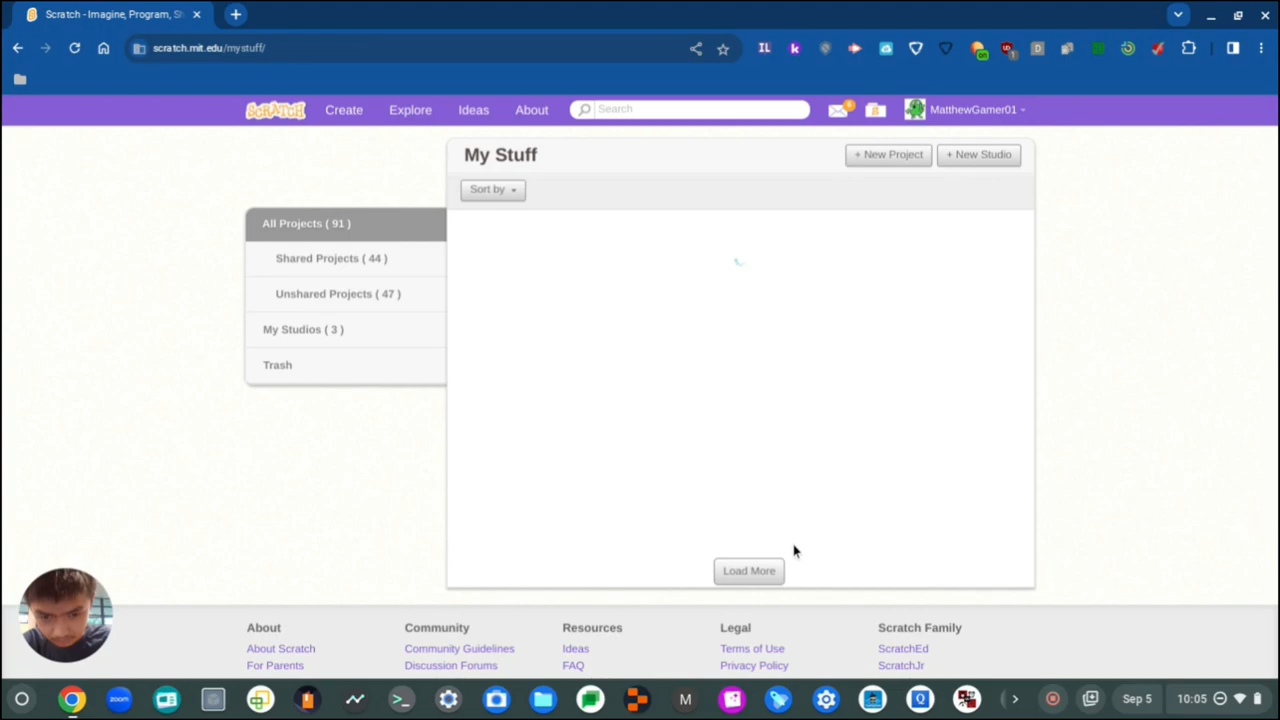 Scratch - Imagine, Program, Sh
scratch.mit.edu/mystuff/
SCRATCH
Create
Explore
Ideas
About
Search
MatthewGamer01
My Stuff
+ New Project
+ New Studio
Sort by
All Projects ( 91 )
Shared Projects ( 44 )
Unshared Projects ( 47 )
My Studios ( 3 )
Trash
Load More
About
Community
Resources
Legal
Scratch Family
About Scratch
Community Guidelines
Ideas
Terms of Use
ScratchEd
For Parents
Discussion Forums
FAQ
Privacy Policy
ScratchJr
zoom
M
Q
Sep 5
10:05